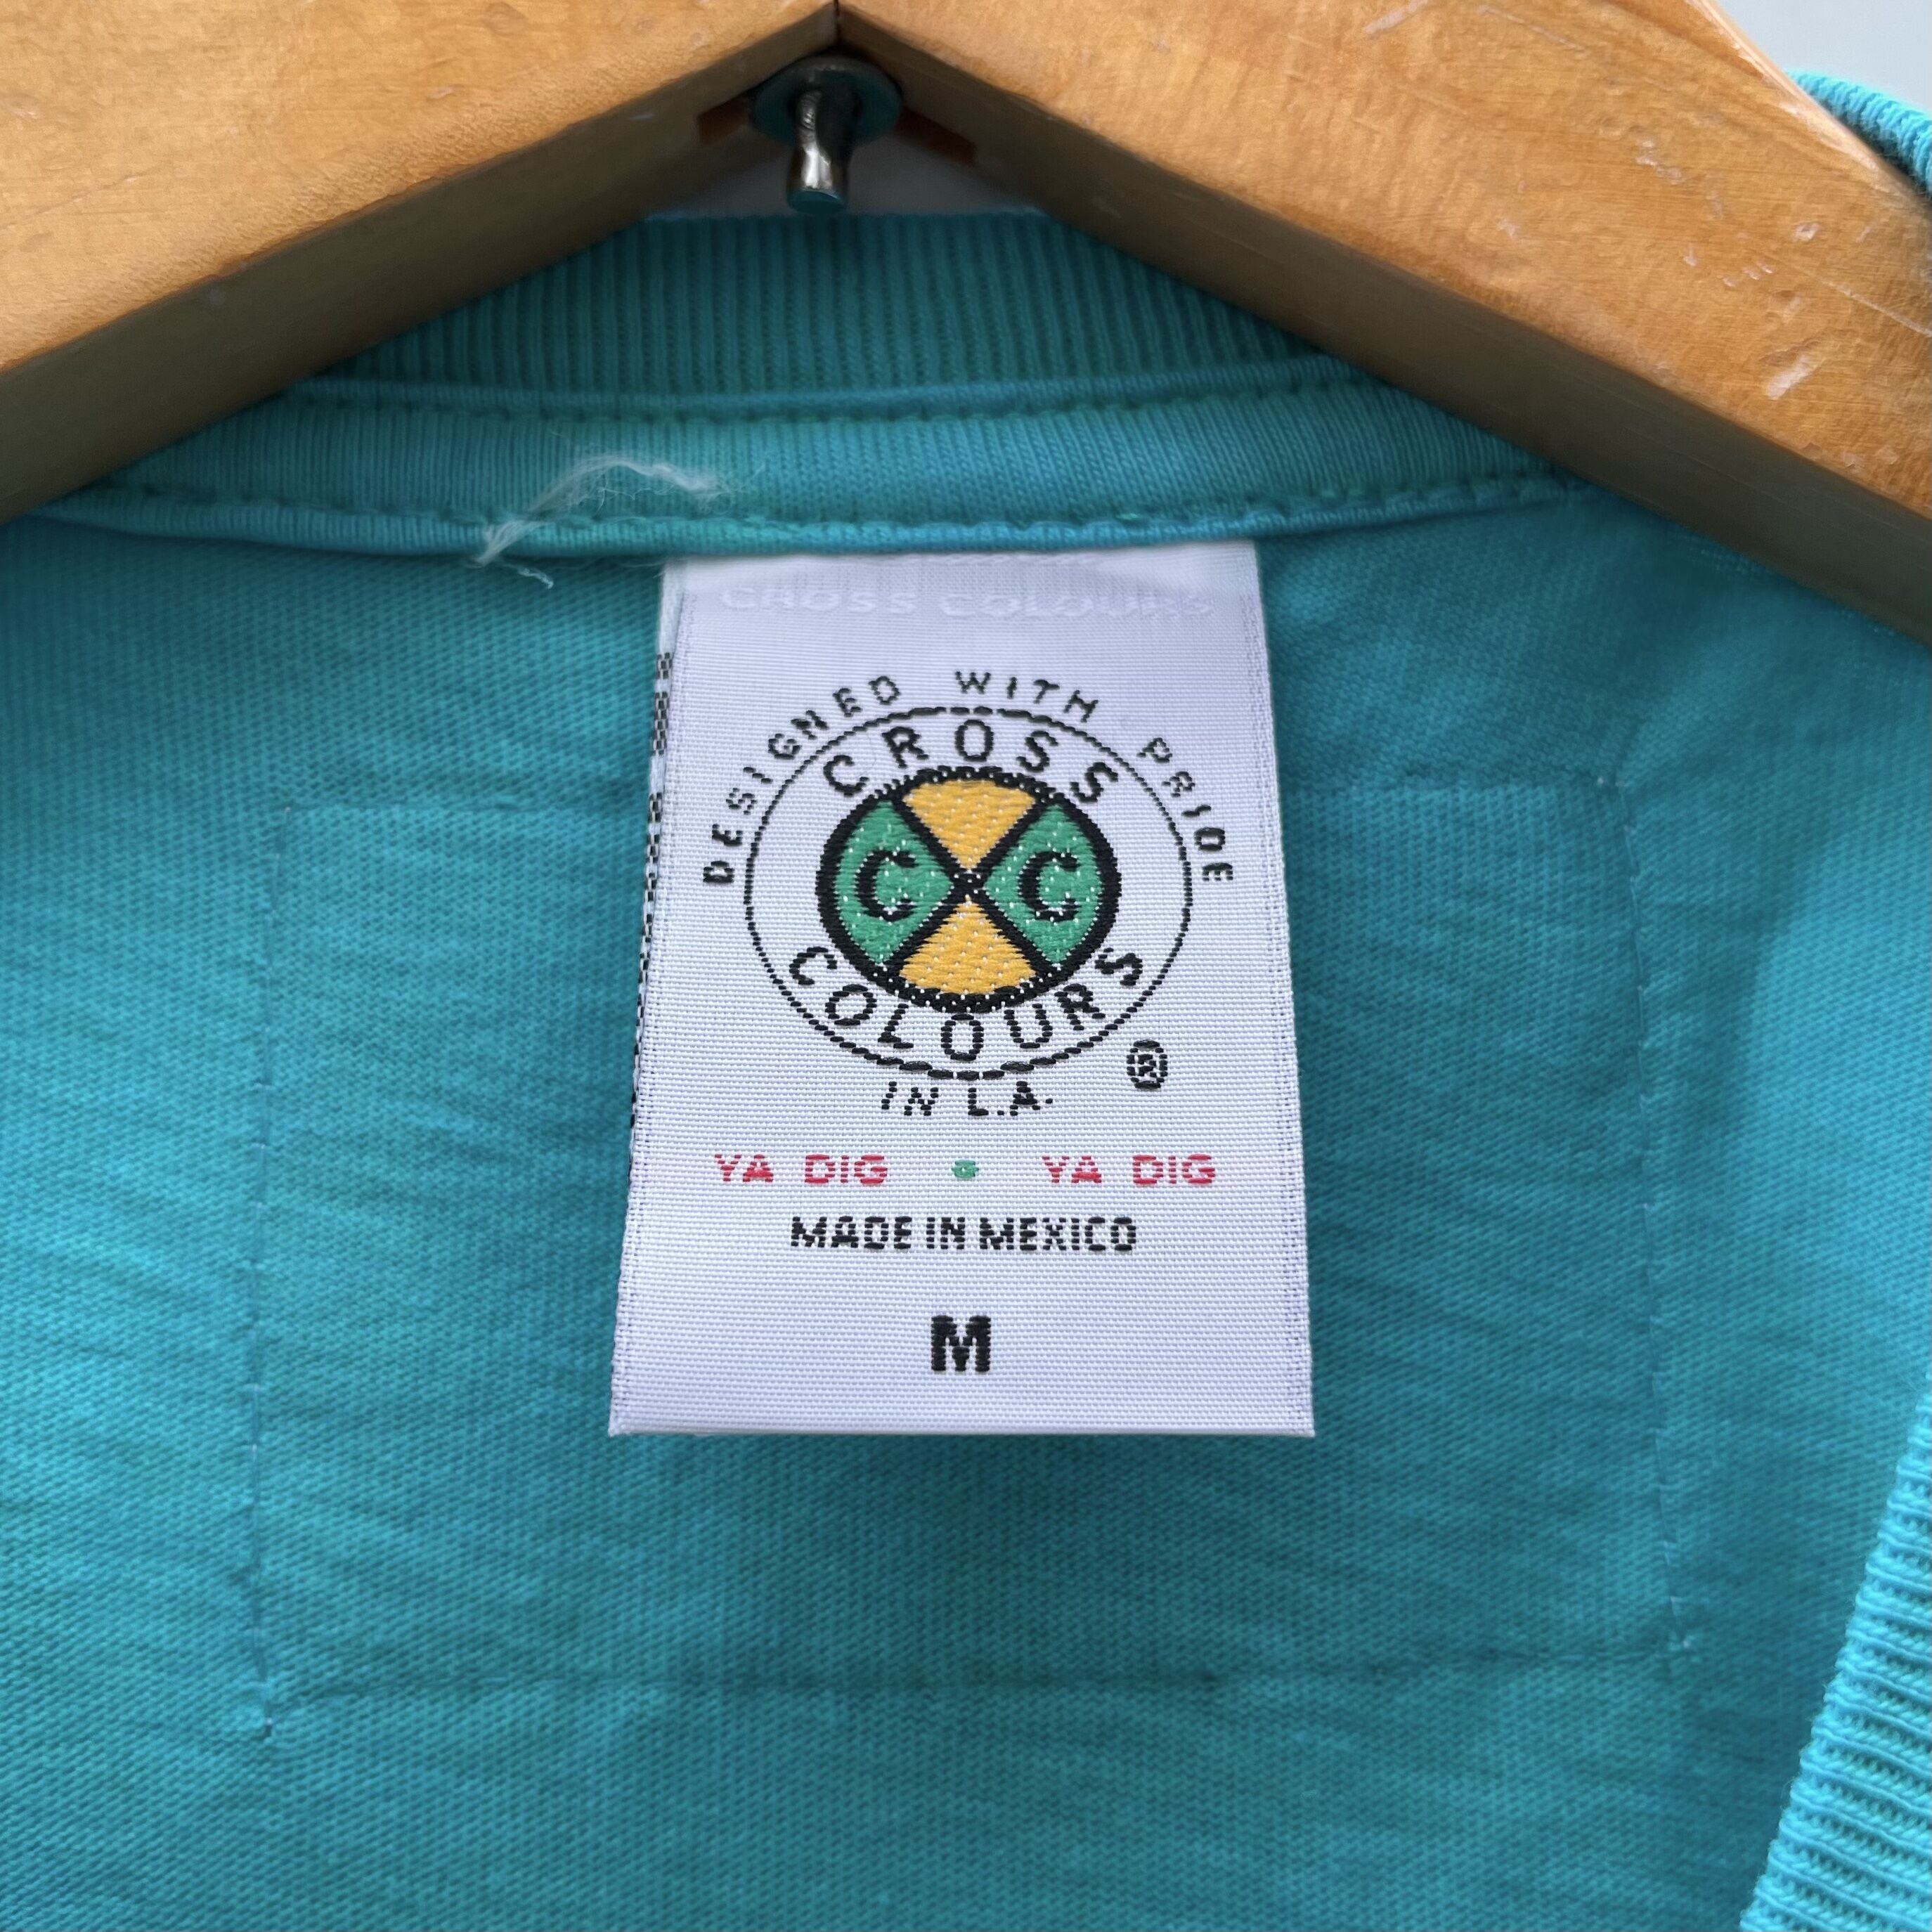 CROSS COLOURS
DESIGNED WITH PRIDE
CROSS
C C
COLOURS
®
IN L.A.
YA DIG • YA DIG
MADE IN MEXICO
M